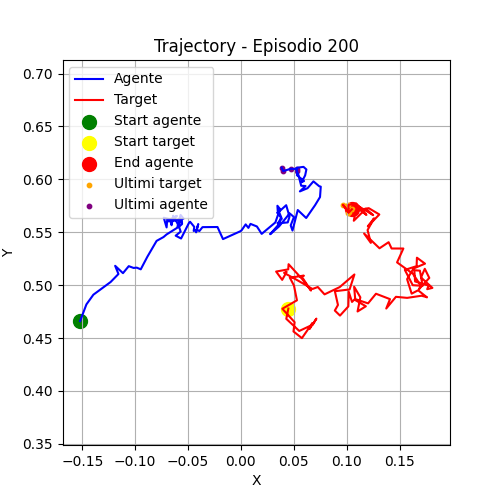 Trajectory - Episodio 200
Agente
Target
Start agente
Start target
End agente
Ultimi target
Ultimi agente
Y
0.70
0.65
0.60
0.55
0.50
0.45
0.40
0.35
−0.15
−0.10
−0.05
0.00
0.05
0.10
0.15
X